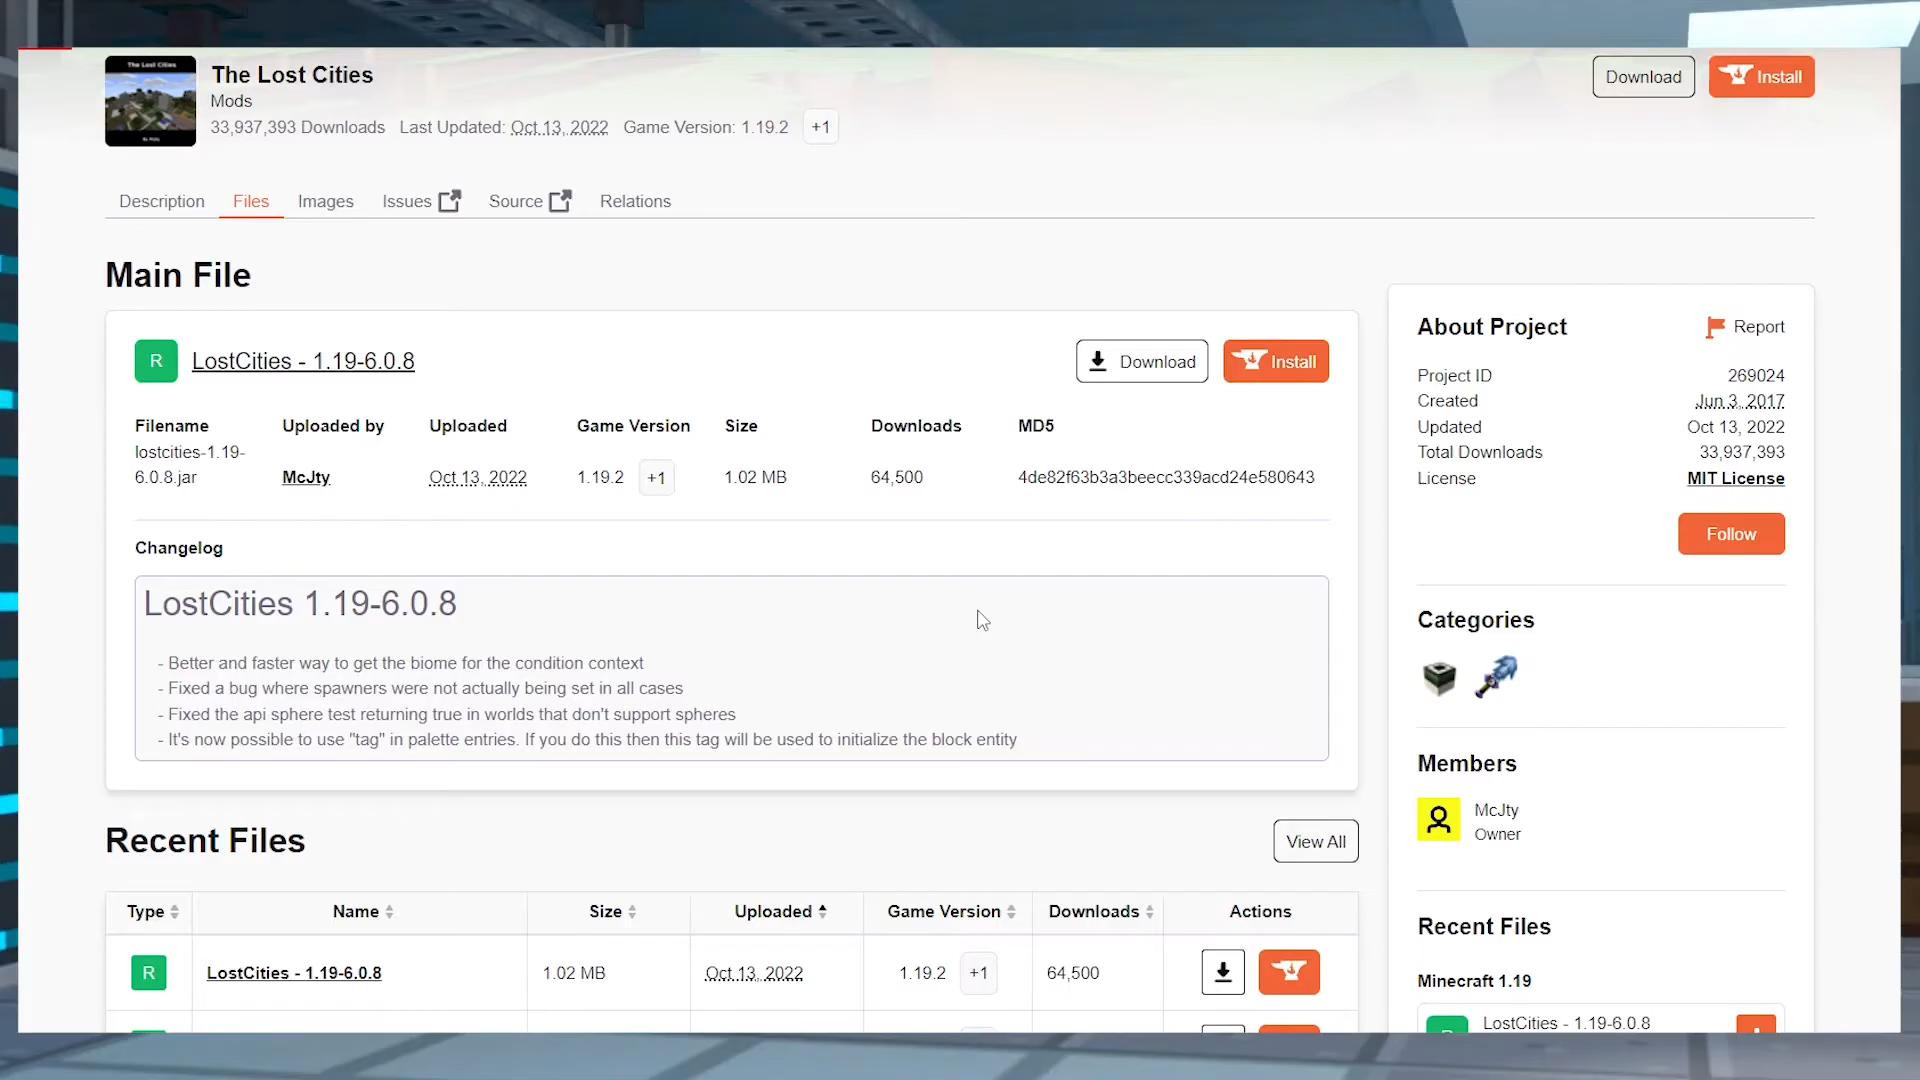 The Lost Cities
The Lost Cities
Mods
33,937,393 Downloads Last Updated: Oct 13, 2022 Game Version: 1.19.2 +1
Download Install
Description Files Images Issues Source Relations
Main File
R LostCities - 1.19-6.0.8 Download Install
Filename Uploaded by Uploaded Game Version Size Downloads MD5
lostcities-1.19-
6.0.8.jar McJty Oct 13, 2022 1.19.2 +1 1.02 MB 64,500 4de82f63b3a3beecc339acd24e580643
Changelog
LostCities 1.19-6.0.8
- Better and faster way to get the biome for the condition context
- Fixed a bug where spawners were not actually being set in all cases
- Fixed the api sphere test returning true in worlds that don't support spheres
- It's now possible to use "tag" in palette entries. If you do this then this tag will be used to initialize the block entity
Recent Files View All
Type Name Size Uploaded Game Version Downloads Actions
R LostCities - 1.19-6.0.8 1.02 MB Oct 13, 2022 1.19.2 +1 64,500
About Project Report
Project ID 269024
Created Jun 3, 2017
Updated Oct 13, 2022
Total Downloads 33,937,393
License MIT License
Follow
Categories
Members
McJty
Owner
Recent Files
Minecraft 1.19
R LostCities - 1.19-6.0.8